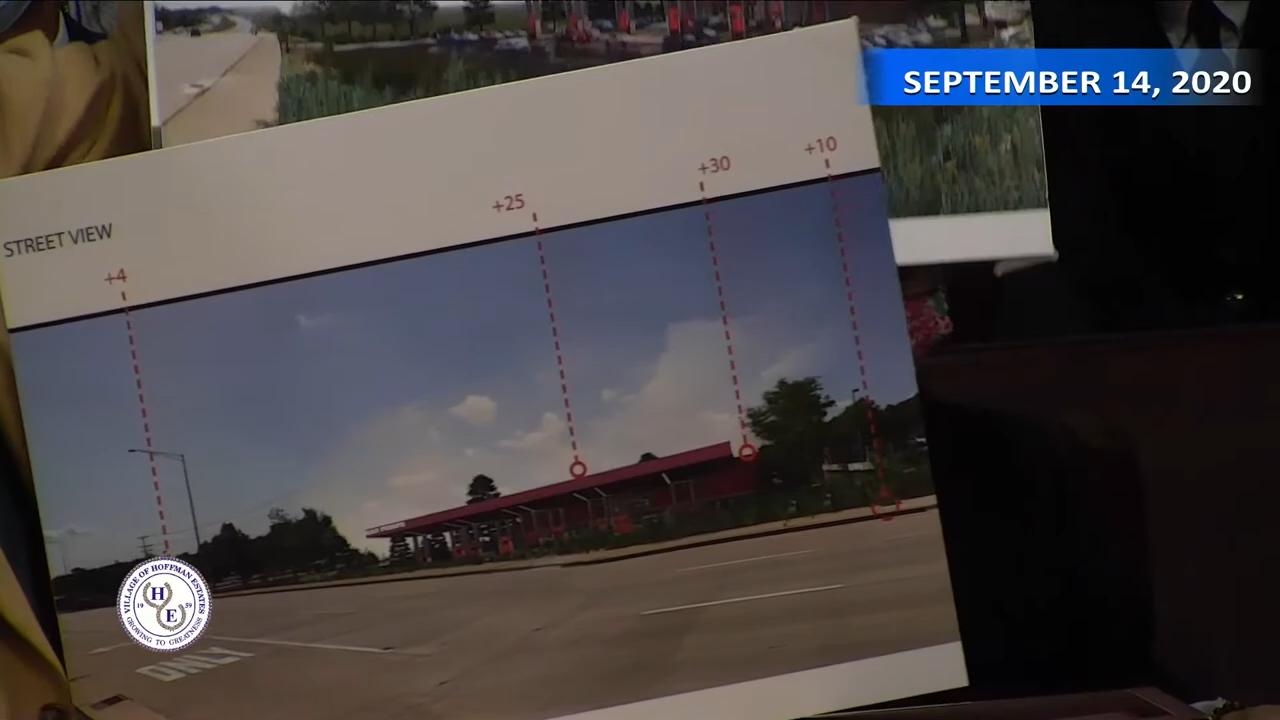 SEPTEMBER 14, 2020
+10
+30
+25
STREET VIEW
+4
VILLAGE OF HOFFMAN ESTATES
H
19 59
E
GROWING TO GREATNESS
ONLY